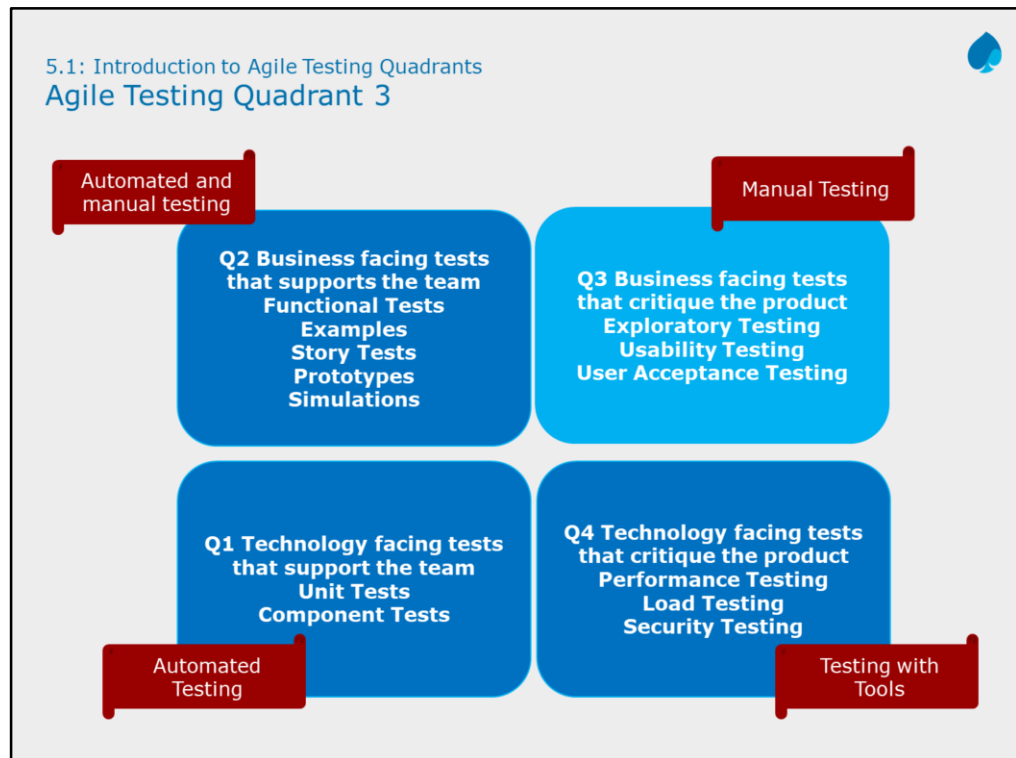 5.1: Introduction to Agile Testing Quadrants
Agile Testing Quadrant 3
Automated and
manual testing
Manual Testing
Q2 Business facing tests
that supports the team
Functional Tests
Examples
Story Tests
Prototypes
Simulations
Q3 Business facing tests
that critique the product
Exploratory Testing
Usability Testing
User Acceptance Testing
Q1 Technology facing tests
that support the team
Unit Tests
Component Tests
Q4 Technology facing tests
that critique the product
Performance Testing
Load Testing
Security Testing
Automated
Testing
Testing with
Tools